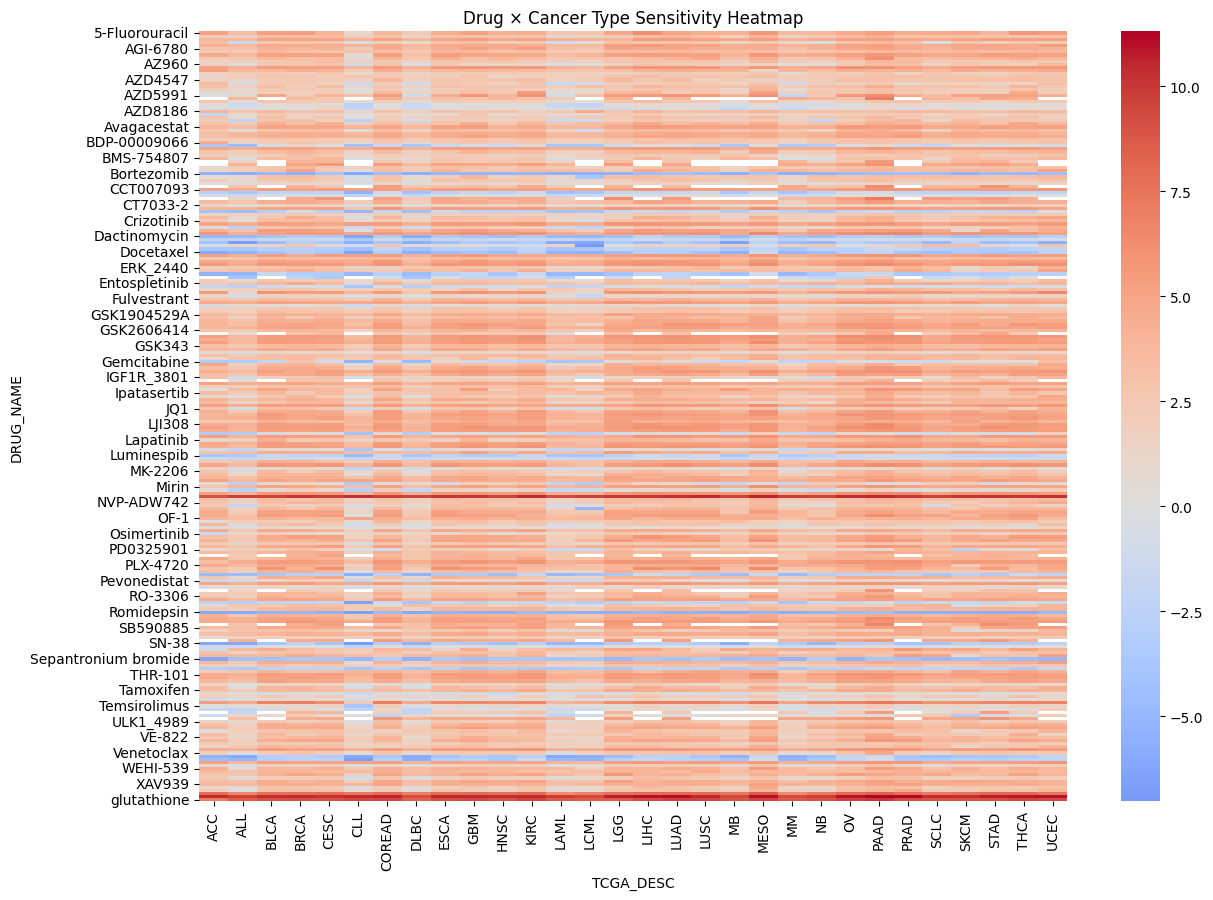 Drug × Cancer Type Sensitivity Heatmap
5-Fluorouracil
AGI-6780
AZ960
AZD4547
AZD5991
AZD8186
Avagacestat
BDP-00009066
BMS-754807
Bortezomib
CCT007093
CT7033-2
Crizotinib
Dactinomycin
Docetaxel
ERK_2440
Entospletinib
Fulvestrant
GSK1904529A
GSK2606414
GSK343
Gemcitabine
IGF1R_3801
Ipatasertib
JQ1
LJI308
Lapatinib
Luminespib
MK-2206
Mirin
NVP-ADW742
OF-1
Osimertinib
PD0325901
PLX-4720
Pevonedistat
RO-3306
Romidepsin
SB590885
SN-38
Sepantronium bromide
THR-101
Tamoxifen
Temsirolimus
ULK1_4989
VE-822
Venetoclax
WEHI-539
XAV939
glutathione
DRUG_NAME
ACC
ALL
BLCA
BRCA
CESC
CLL
COREAD
DLBC
ESCA
GBM
HNSC
KIRC
LAML
LCML
LGG
LIHC
LUAD
LUSC
MB
MESO
MM
NB
OV
PAAD
PRAD
SCLC
SKCM
STAD
THCA
UCEC
TCGA_DESC
10.0
7.5
5.0
2.5
0.0
−2.5
−5.0